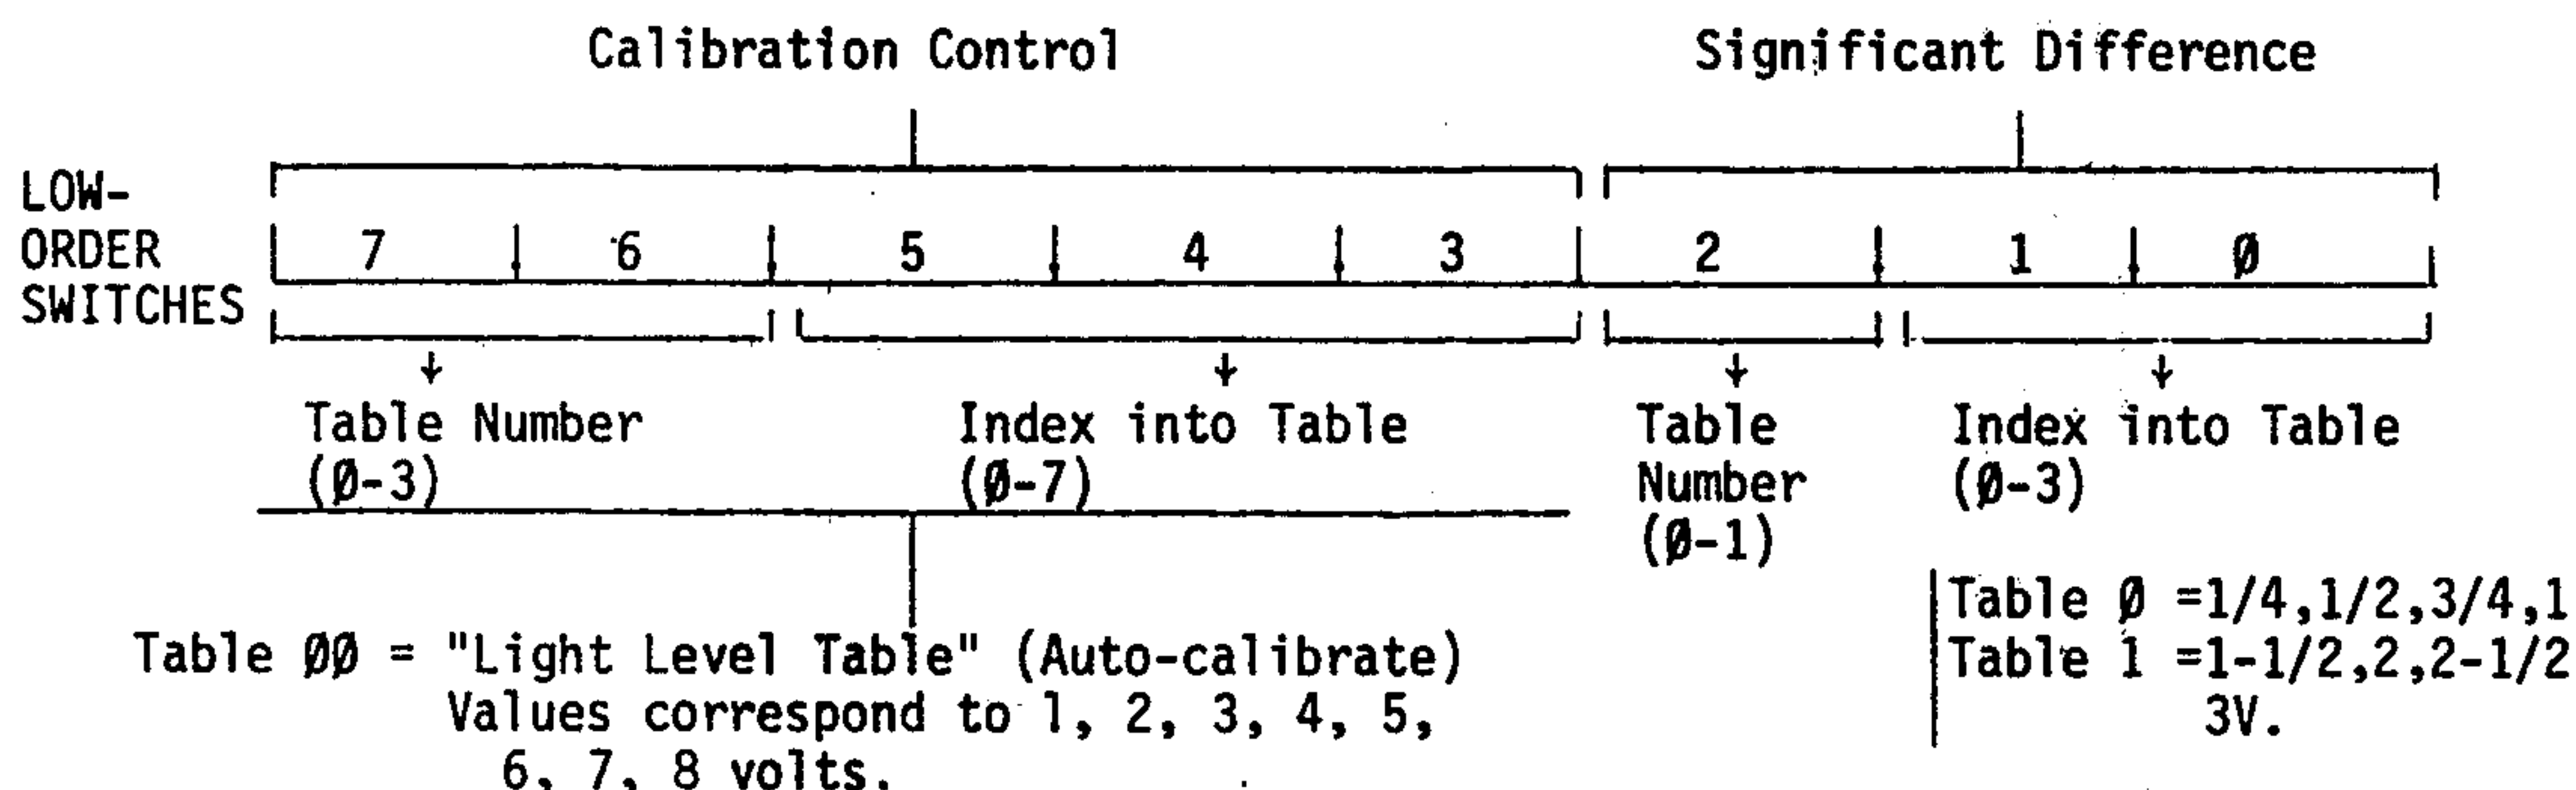 Calibration Control
Significant Difference
LOW-
ORDER
SWITCHES
7 6 5 4 3 2 1 Ø
Table Number
(Ø-3)
Index into Table
(Ø-7)
Table
Number
(Ø-1)
Index into Table
(Ø-3)
Table ØØ = "Light Level Table" (Auto-calibrate)
Values correspond to 1, 2, 3, 4, 5,
6, 7, 8 volts.
Table Ø =1/4,1/2,3/4,1
Table 1 =1-1/2,2,2-1/2
3V.